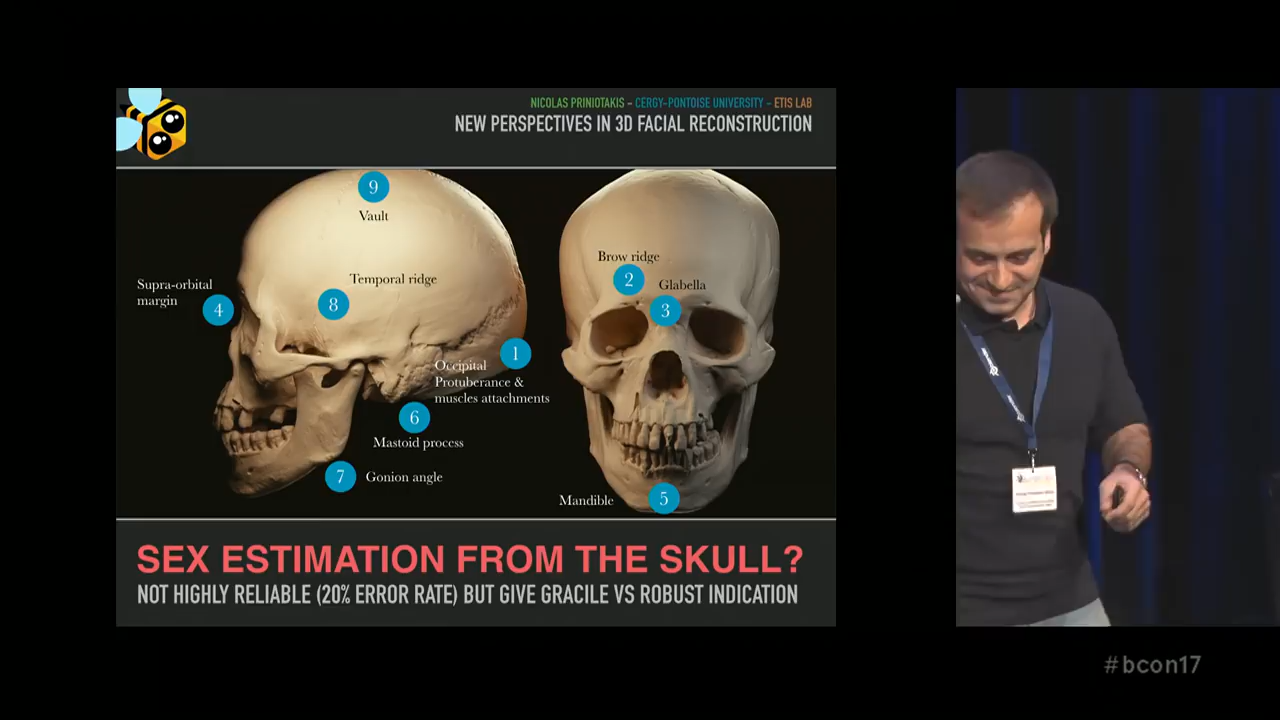 NICOLAS PRINIOTAKIS – CERGY-PONTOISE UNIVERSITY – ETIS LAB
NEW PERSPECTIVES IN 3D FACIAL RECONSTRUCTION
9
Vault
Temporal ridge
8
Supra-orbital
margin
4
1
Occipital
Protuberance &
muscles attachments
6
Mastoid process
7
Gonion angle
Brow ridge
2
Glabella
3
Mandible
5
SEX ESTIMATION FROM THE SKULL?
NOT HIGHLY RELIABLE (20% ERROR RATE) BUT GIVE GRACILE VS ROBUST INDICATION
#bcon17